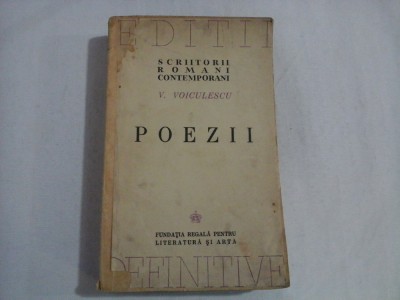 EDITII
SCRIITORII
ROMANI
CONTEMPORANI
V. VOICULESCU
POEZII
FUNDAȚIA REGALĂ PENTRU
LITERATURĂ ȘI ARTĂ
DEFINITIVE